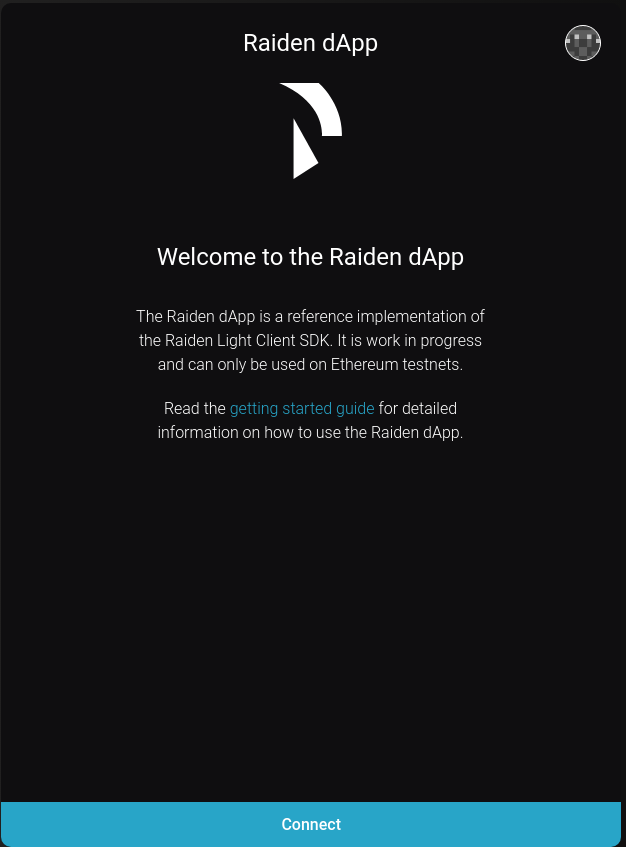 Raiden dApp
Welcome to the Raiden dApp
The Raiden dApp is a reference implementation of
the Raiden Light Client SDK. It is work in progress
and can only be used on Ethereum testnets.
Read the getting started guide for detailed
information on how to use the Raiden dApp.
Connect